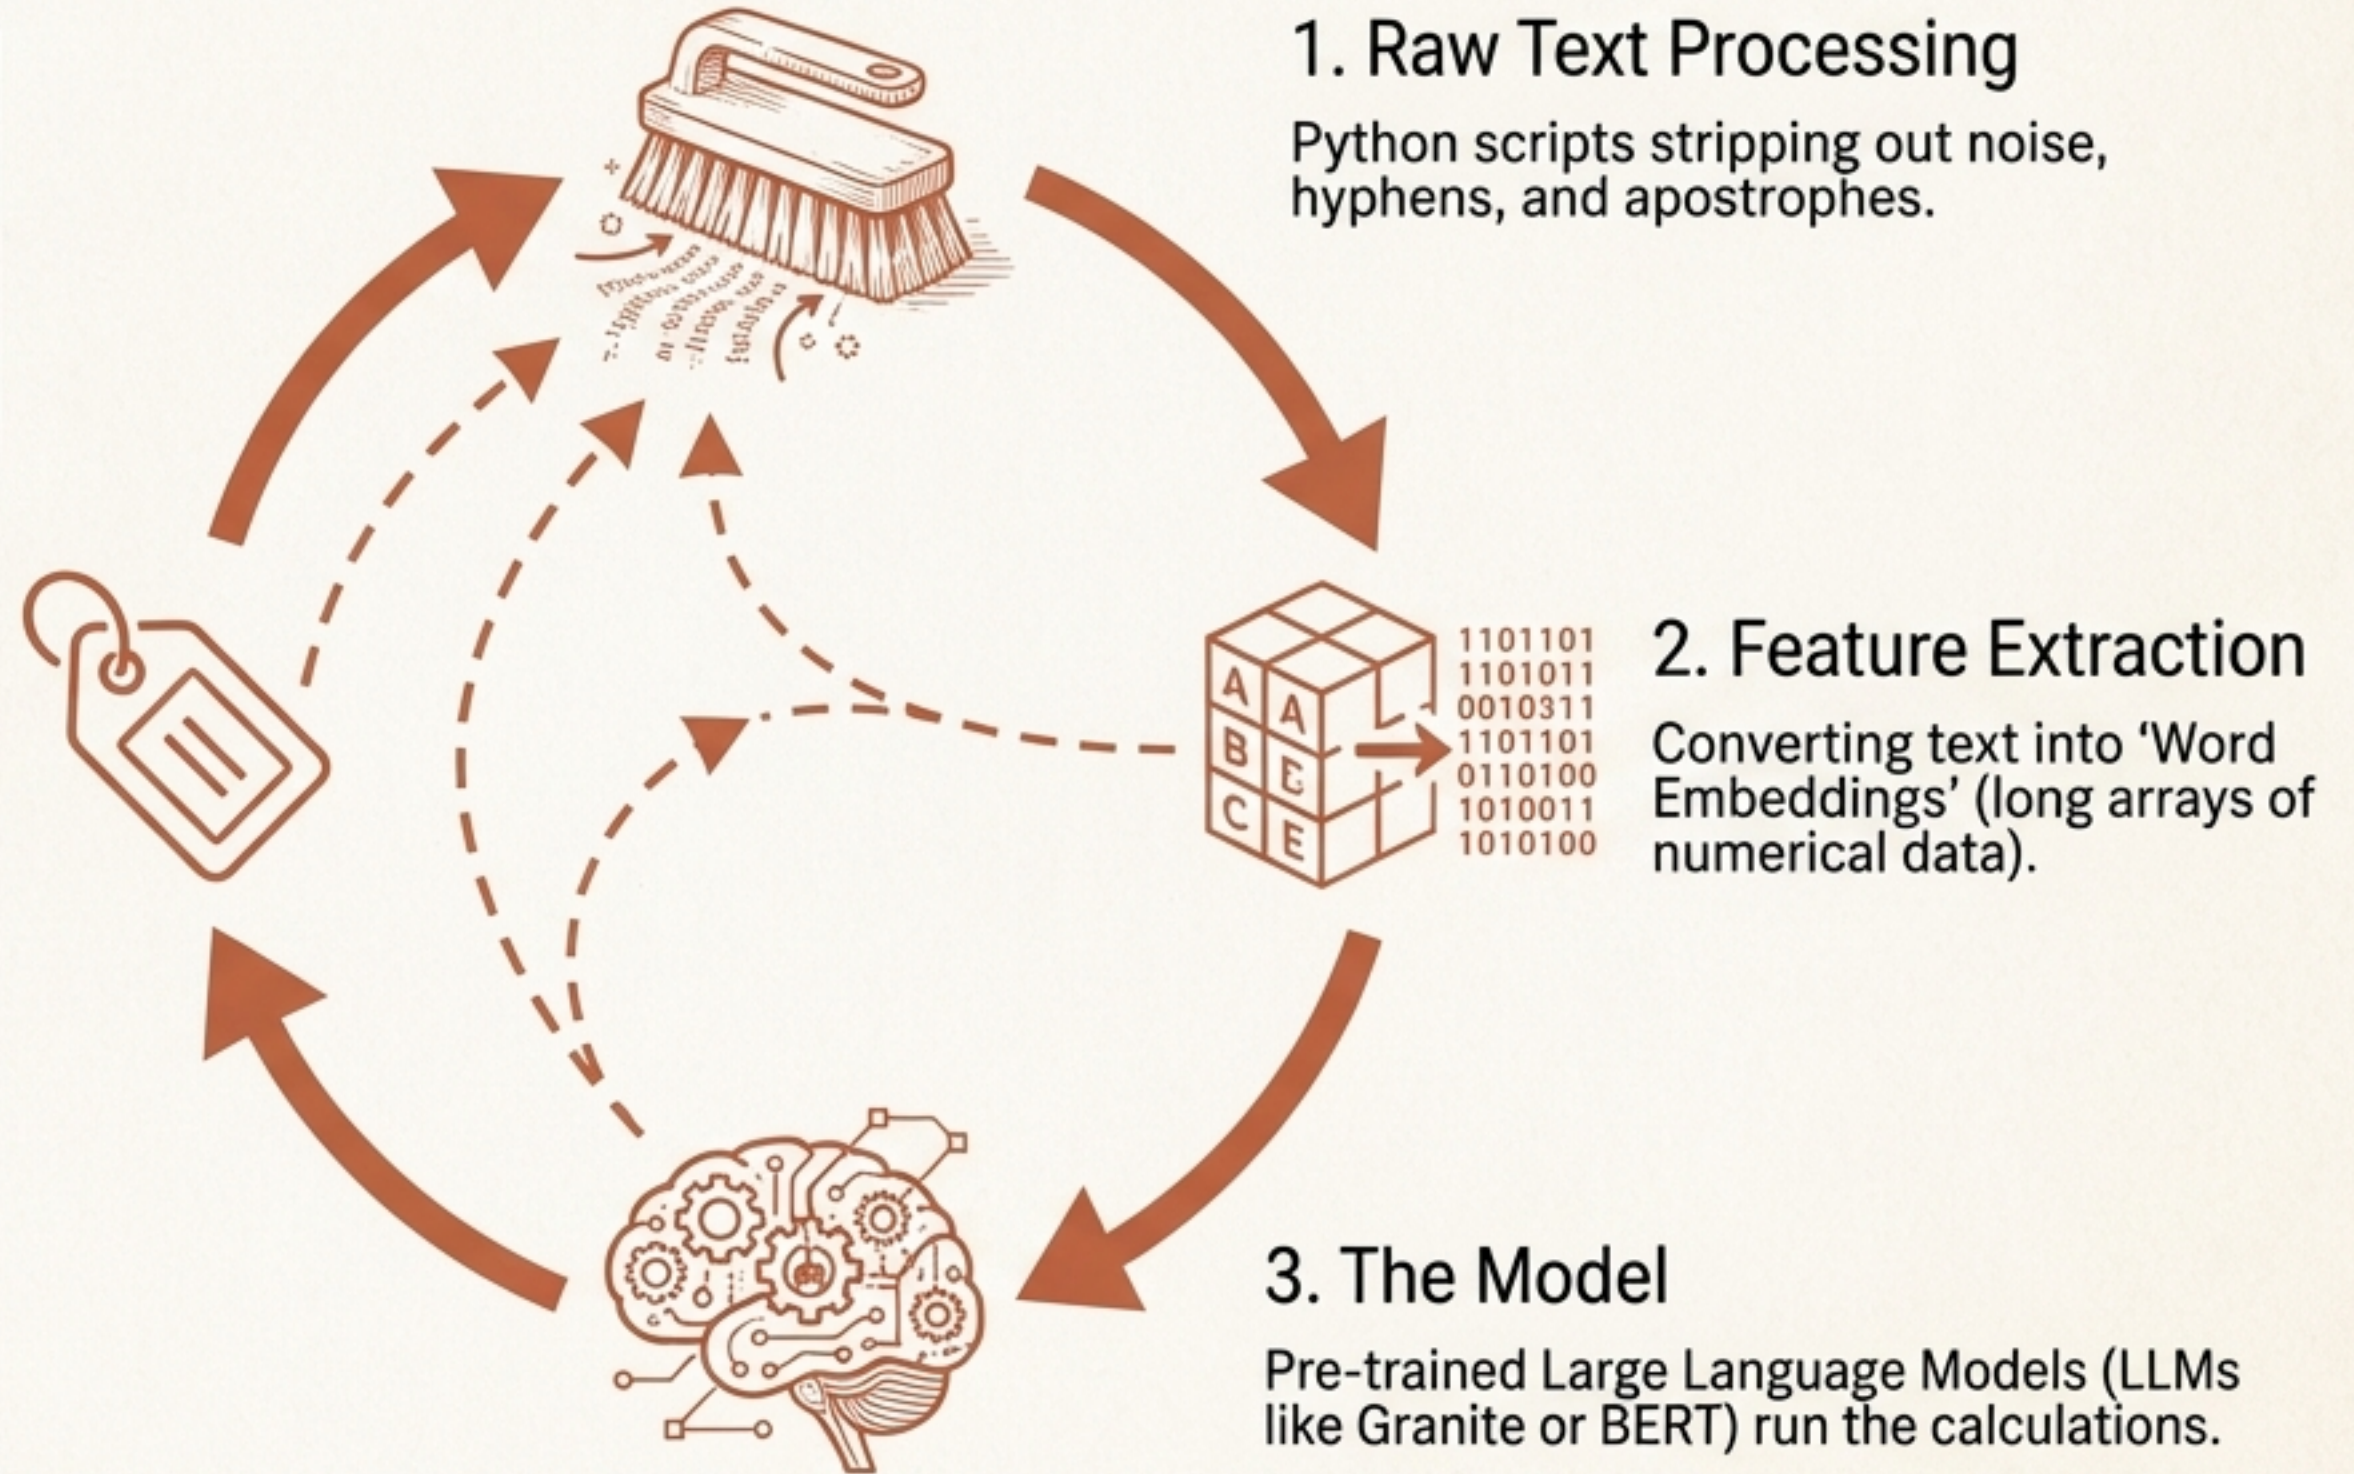 1. Raw Text Processing
Python scripts stripping out noise,
hyphens, and apostrophes.
A
A
B
C
E
1101101
1101011
0010311
1101101
0110100
1010011
1010100
2. Feature Extraction
Converting text into ‘Word
Embeddings’ (long arrays of
numerical data).
3. The Model
Pre-trained Large Language Models (LLMs
like Granite or BERT) run the calculations.